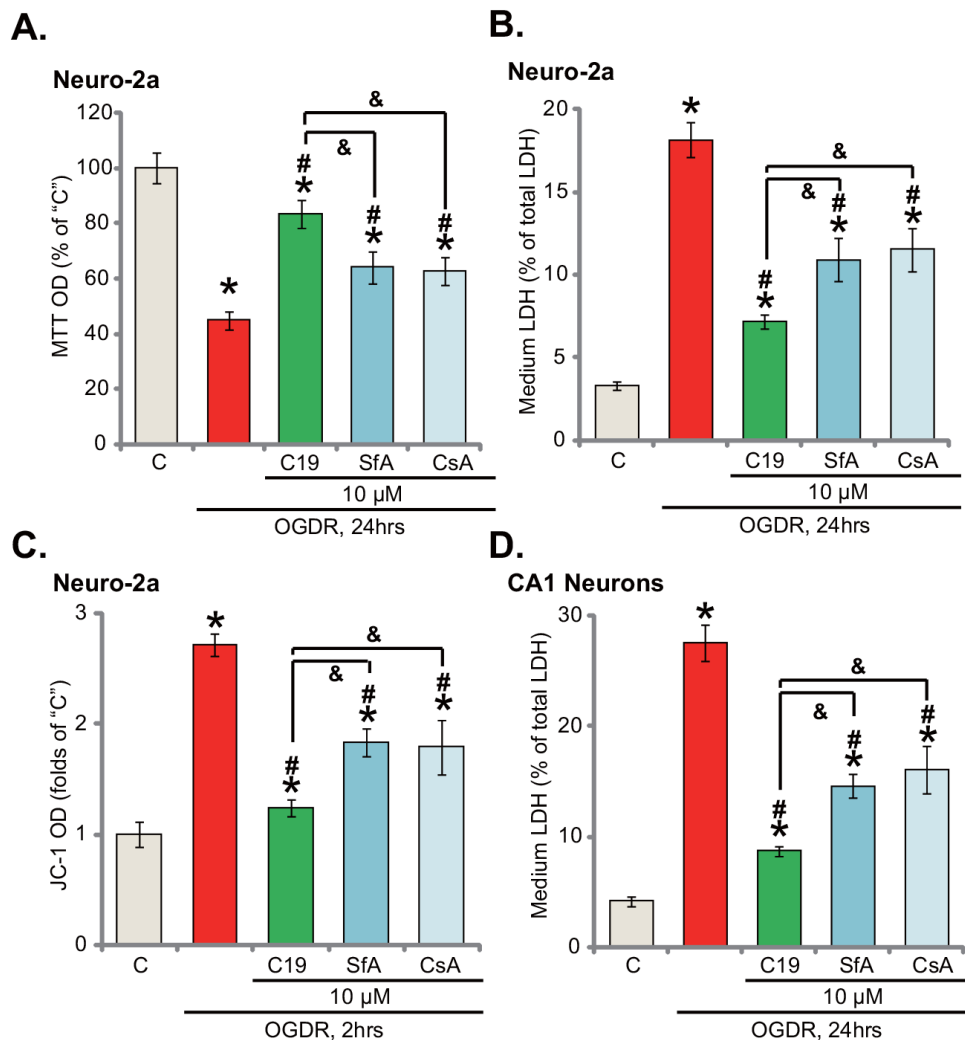 A.
Neuro-2a
MTT OD (% of “C”)
120
100
80
60
40
20
0
*
# * # * # *
& &
C C19 SfA CsA
10 µM
OGDR, 24hrs
B.
Neuro-2a
Medium LDH (% of total LDH)
20
15
10
5
0
*
# * # * # *
& &
C C19 SfA CsA
10 µM
OGDR, 24hrs
C.
Neuro-2a
JC-1 OD (folds of “C”)
3
2
1
0
*
# * # * # *
& &
C C19 SfA CsA
10 µM
OGDR, 2hrs
D.
CA1 Neurons
Medium LDH (% of total LDH)
30
20
10
0
*
# * # * # *
& &
C C19 SfA CsA
10 µM
OGDR, 24hrs